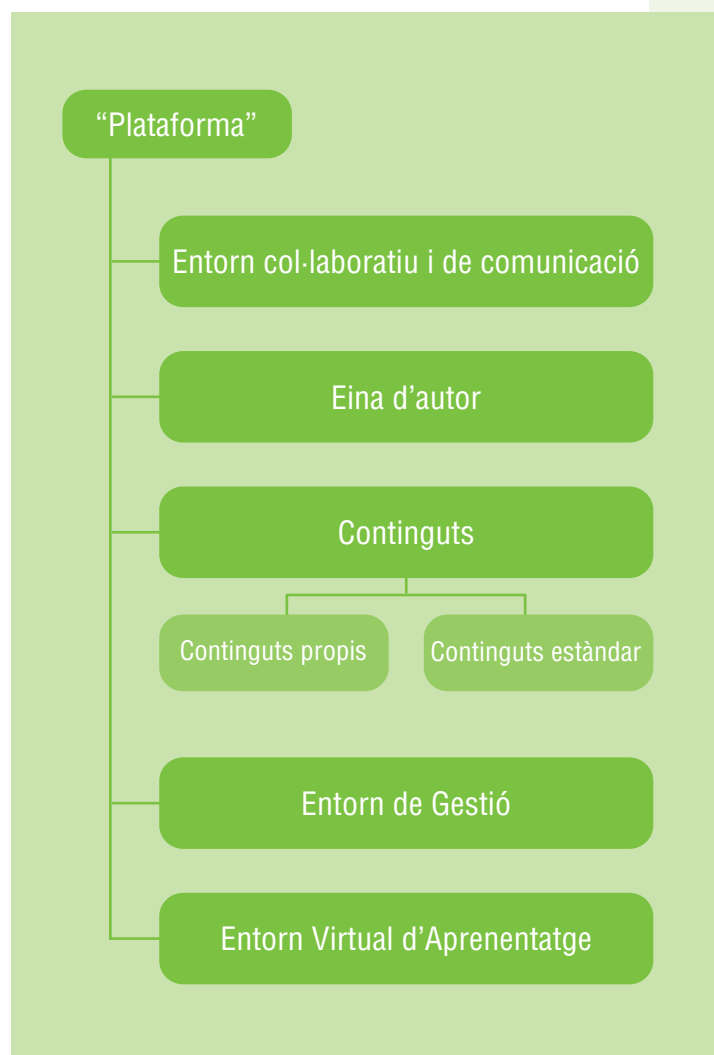 “Plataforma”
Entorn col·laboratiu i de comunicació
Eina d’autor
Continguts
Continguts propis
Continguts estàndar
Entorn de Gestió
Entorn Virtual d’Aprenentatge